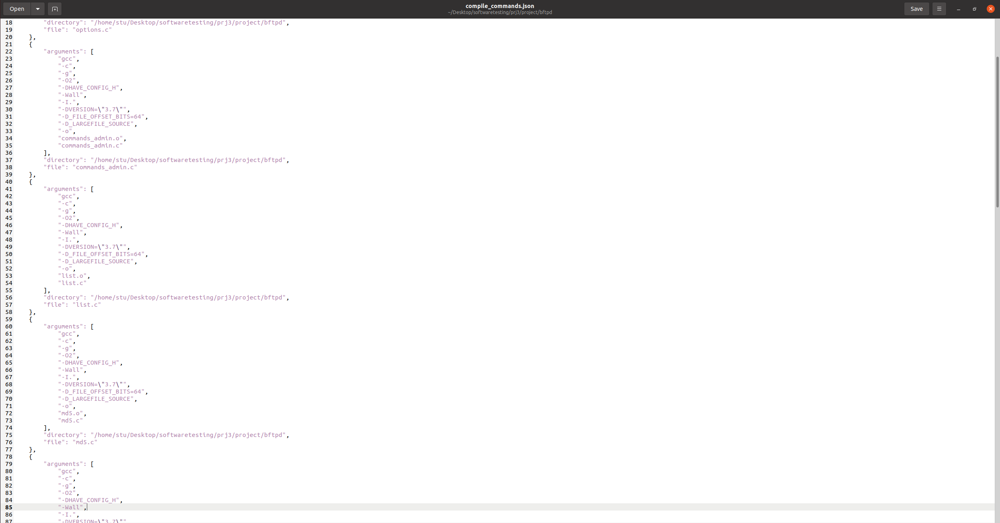 Open
compile_commands.json
~/Desktop/softwaretesting/prj3/project/bftpd
Save
18         "directory": "/home/stu/Desktop/softwaretesting/prj3/project/bftpd",
19         "file": "options.c"
20     },
21     {
22         "arguments": [
23             "gcc",
24             "-c",
25             "-g",
26             "-O2",
27             "-DHAVE_CONFIG_H",
28             "-Wall",
29             "-I.",
30             "-DVERSION=\"3.7\"",
31             "-D_FILE_OFFSET_BITS=64",
32             "-D_LARGEFILE_SOURCE",
33             "-o",
34             "commands_admin.o",
35             "commands_admin.c"
36         ],
37         "directory": "/home/stu/Desktop/softwaretesting/prj3/project/bftpd",
38         "file": "commands_admin.c"
39     },
40     {
41         "arguments": [
42             "gcc",
43             "-c",
44             "-g",
45             "-O2",
46             "-DHAVE_CONFIG_H",
47             "-Wall",
48             "-I.",
49             "-DVERSION=\"3.7\"",
50             "-D_FILE_OFFSET_BITS=64",
51             "-D_LARGEFILE_SOURCE",
52             "-o",
53             "list.o",
54             "list.c"
55         ],
56         "directory": "/home/stu/Desktop/softwaretesting/prj3/project/bftpd",
57         "file": "list.c"
58     },
59     {
60         "arguments": [
61             "gcc",
62             "-c",
63             "-g",
64             "-O2",
65             "-DHAVE_CONFIG_H",
66             "-Wall",
67             "-I.",
68             "-DVERSION=\"3.7\"",
69             "-D_FILE_OFFSET_BITS=64",
70             "-D_LARGEFILE_SOURCE",
71             "-o",
72             "md5.o",
73             "md5.c"
74         ],
75         "directory": "/home/stu/Desktop/softwaretesting/prj3/project/bftpd",
76         "file": "md5.c"
77     },
78     {
79         "arguments": [
80             "gcc",
81             "-c",
82             "-g",
83             "-O2",
84             "-DHAVE_CONFIG_H",
85             "-Wall",
86             "-I.",
87             "-DVERSION=\"3.7\""